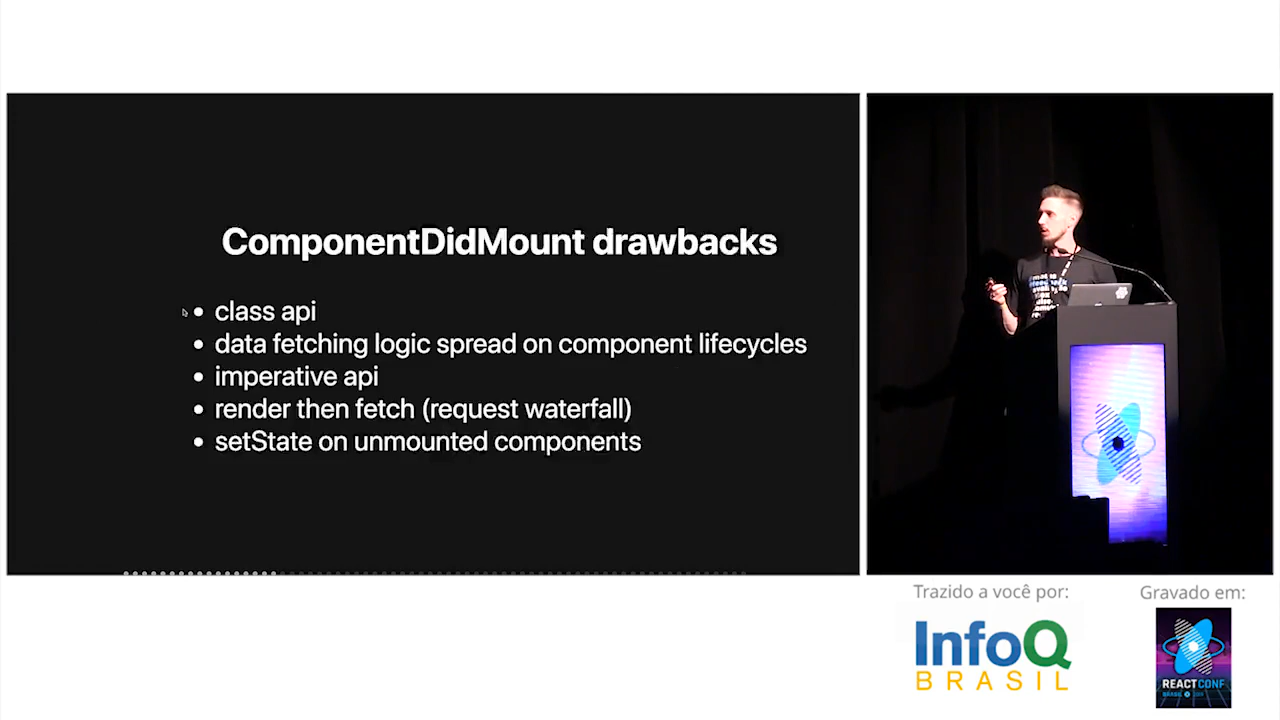 ComponentDidMount drawbacks
• class api
• data fetching logic spread on component lifecycles
• imperative api
• render then fetch (request waterfall)
• setState on unmounted components
Trazido a você por:
InfoQ
BRASIL
Gravado em:
REACTCONF
BRASIL